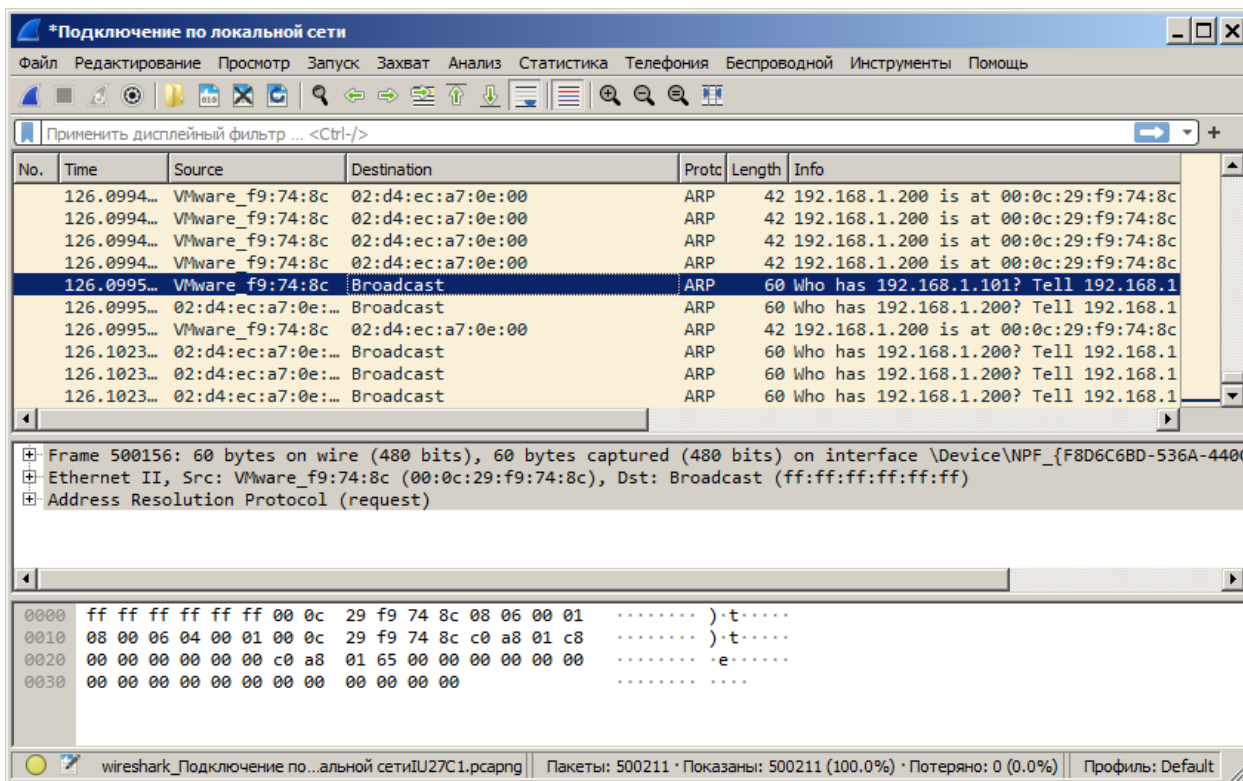 *Подключение по локальной сети
Файл Редактирование Просмотр Запуск Захват Анализ Статистика Телефония Беспроводной Инструменты Помощь
Применить дисплейный фильтр ... <Ctrl-/>
No. Time Source Destination Protc Length Info
126.0994… VMware_f9:74:8c 02:d4:ec:a7:0e:00 ARP 42 192.168.1.200 is at 00:0c:29:f9:74:8c
126.0994… VMware_f9:74:8c 02:d4:ec:a7:0e:00 ARP 42 192.168.1.200 is at 00:0c:29:f9:74:8c
126.0994… VMware_f9:74:8c 02:d4:ec:a7:0e:00 ARP 42 192.168.1.200 is at 00:0c:29:f9:74:8c
126.0994… VMware_f9:74:8c 02:d4:ec:a7:0e:00 ARP 42 192.168.1.200 is at 00:0c:29:f9:74:8c
126.0995… VMware_f9:74:8c Broadcast ARP 60 Who has 192.168.1.101? Tell 192.168.1
126.0995… 02:d4:ec:a7:0e:… Broadcast ARP 60 Who has 192.168.1.200? Tell 192.168.1
126.0995… VMware_f9:74:8c 02:d4:ec:a7:0e:00 ARP 42 192.168.1.200 is at 00:0c:29:f9:74:8c
126.1023… 02:d4:ec:a7:0e:… Broadcast ARP 60 Who has 192.168.1.200? Tell 192.168.1
126.1023… 02:d4:ec:a7:0e:… Broadcast ARP 60 Who has 192.168.1.200? Tell 192.168.1
126.1023… 02:d4:ec:a7:0e:… Broadcast ARP 60 Who has 192.168.1.200? Tell 192.168.1
Frame 500156: 60 bytes on wire (480 bits), 60 bytes captured (480 bits) on interface \Device\NPF_{F8D6C6BD-536A-440
Ethernet II, Src: VMware_f9:74:8c (00:0c:29:f9:74:8c), Dst: Broadcast (ff:ff:ff:ff:ff:ff)
Address Resolution Protocol (request)
0000 ff ff ff ff ff ff 00 0c 29 f9 74 8c 08 06 00 01 ········ )·t·····
0010 08 00 06 04 00 01 00 0c 29 f9 74 8c c0 a8 01 c8 ········ )·t·····
0020 00 00 00 00 00 00 c0 a8 01 65 00 00 00 00 00 00 ········ ·e······
0030 00 00 00 00 00 00 00 00 00 00 00 00 ········ ····
wireshark_Подключение по...альной сетиIU27C1.pcapng Пакеты: 500211 · Показаны: 500211 (100.0%) · Потеряно: 0 (0.0%) Профиль: Default